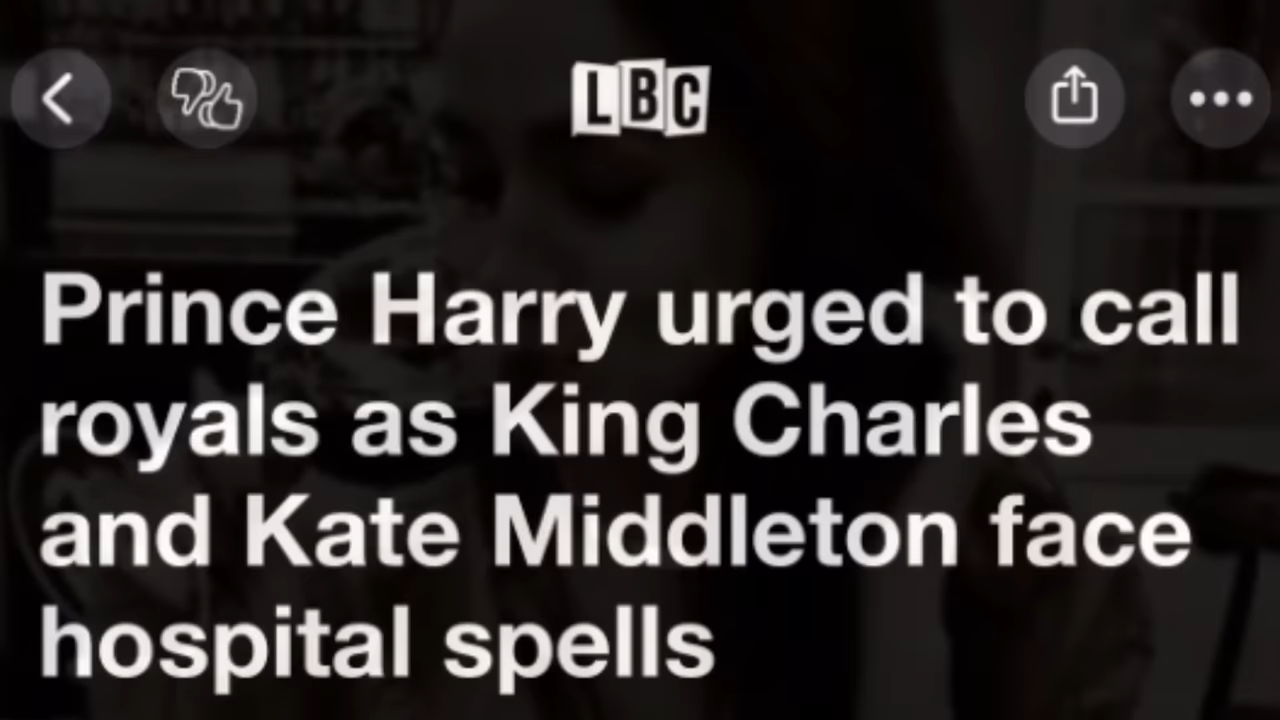 LBC
Prince Harry urged to call
royals as King Charles
and Kate Middleton face
hospital spells